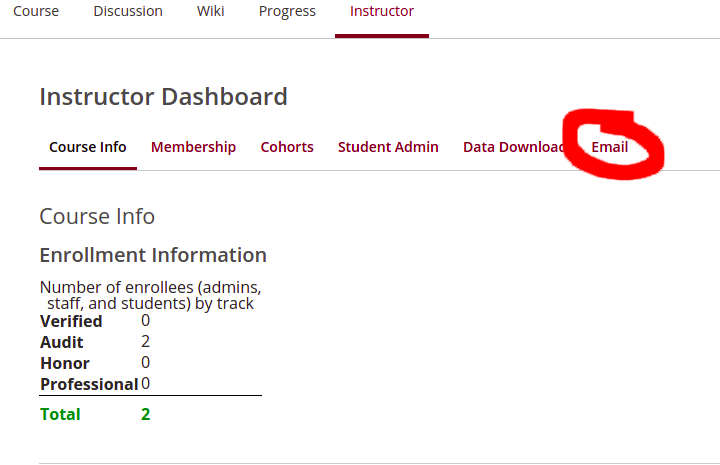 Course Discussion Wiki Progress Instructor
Instructor Dashboard
Course Info Membership Cohorts Student Admin Data Download Email
Course Info
Enrollment Information
Number of enrollees (admins,
staff, and students) by track
Verified 0
Audit 2
Honor 0
Professional 0
Total 2